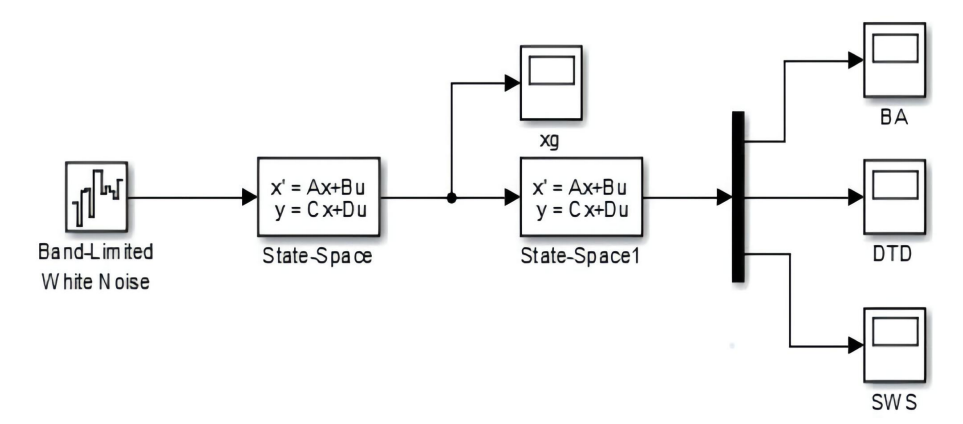 BA
xg
x' = Ax+Bu
y = Cx+Du
x' = Ax+Bu
y = Cx+Du
Band-Limited
White Noise
State-Space
State-Space1
DTD
SWS